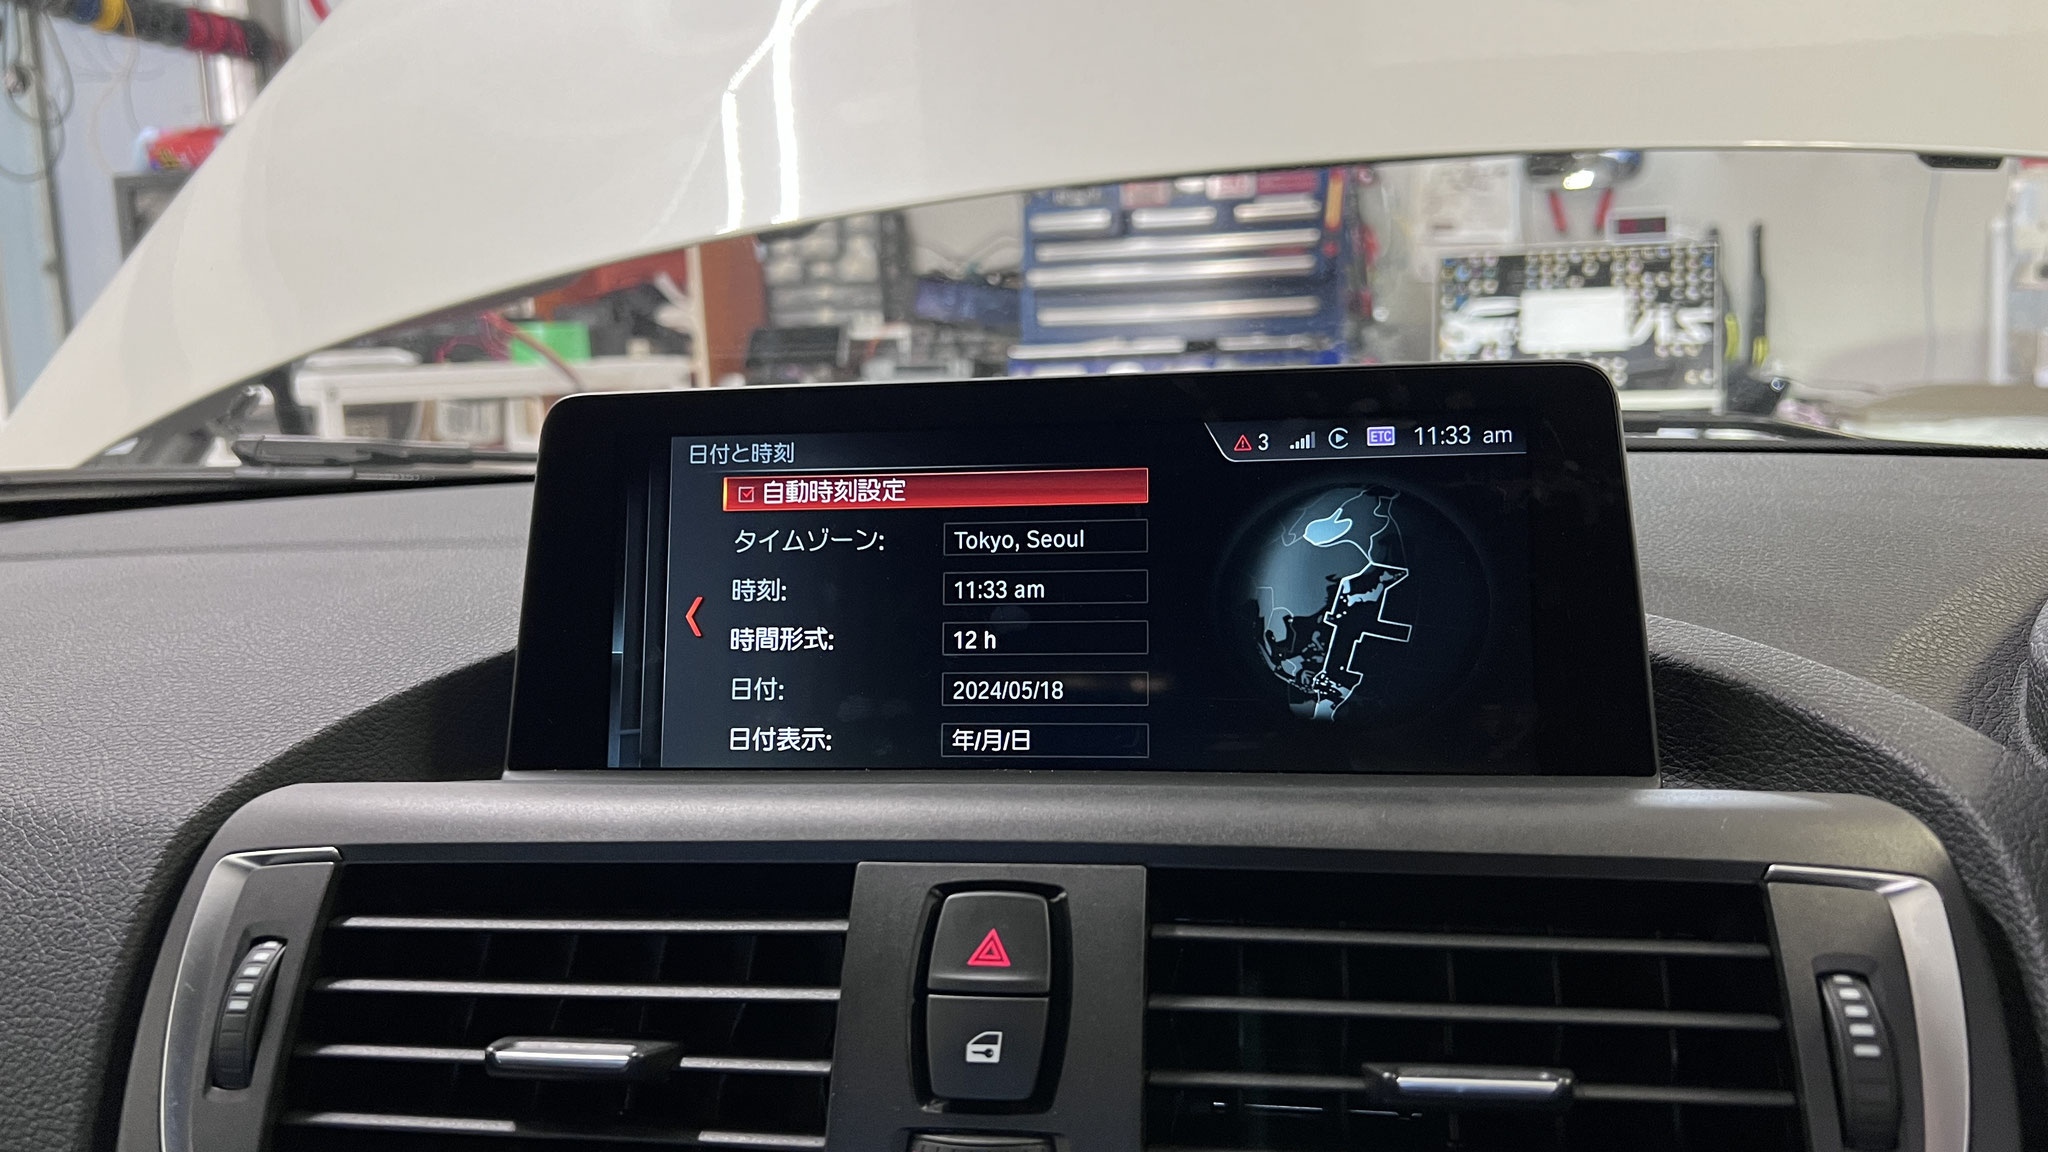 日付と時刻
3 ETC 11:33 am
自動時刻設定
タイムゾーン: Tokyo, Seoul
時刻: 11:33 am
時間形式: 12 h
日付: 2024/05/18
日付表示: 年/月/日